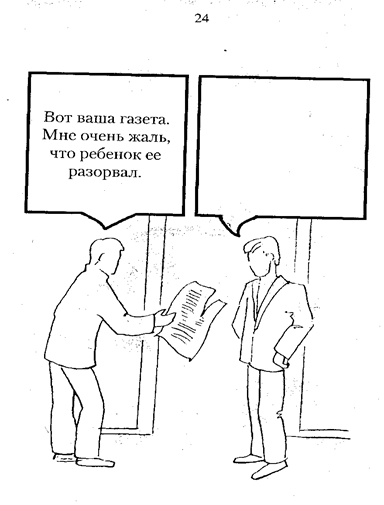 24
Вот ваша газета.
Мне очень жаль,
что ребенок ее
разорвал.